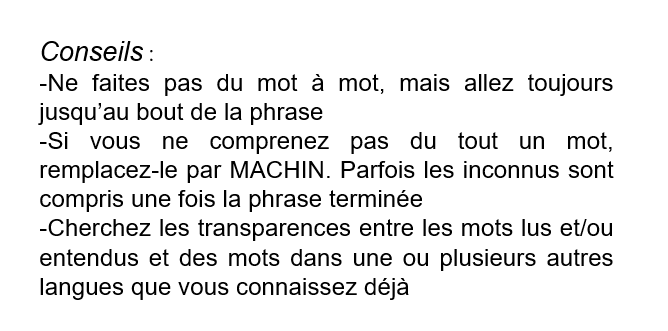 Conseils :
-Ne faites pas du mot à mot, mais allez toujours
jusqu’au bout de la phrase
-Si vous ne comprenez pas du tout un mot,
remplacez-le par MACHIN. Parfois les inconnus sont
compris une fois la phrase terminée
-Cherchez les transparences entre les mots lus et/ou
entendus et des mots dans une ou plusieurs autres
langues que vous connaissez déjà